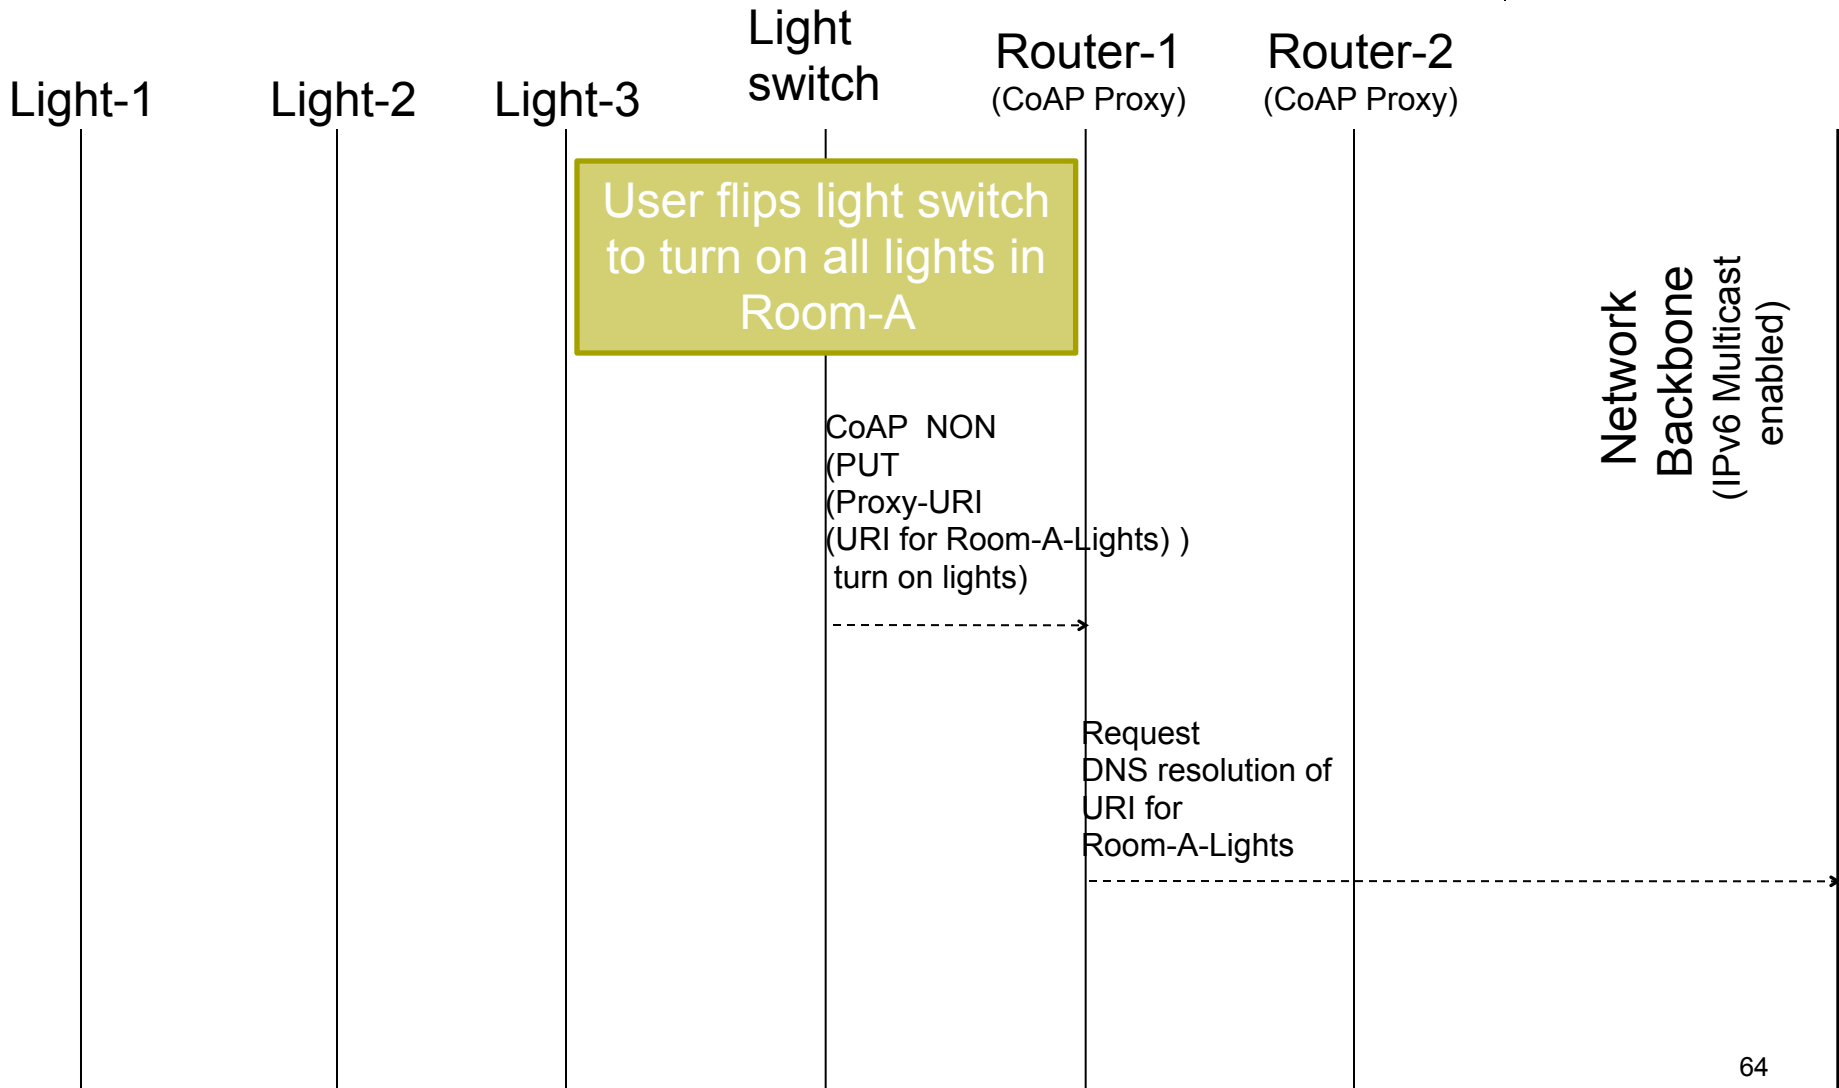 Light-1
Light-2
Light-3
Light
switch
Router-1
(CoAP Proxy)
Router-2
(CoAP Proxy)
User flips light switch
to turn on all lights in
Room-A
Network
Backbone
(IPv6 Multicast
enabled)
CoAP  NON
(PUT
(Proxy-URI
(URI for Room-A-Lights) )
turn on lights)
Request
DNS resolution of
URI for
Room-A-Lights
64